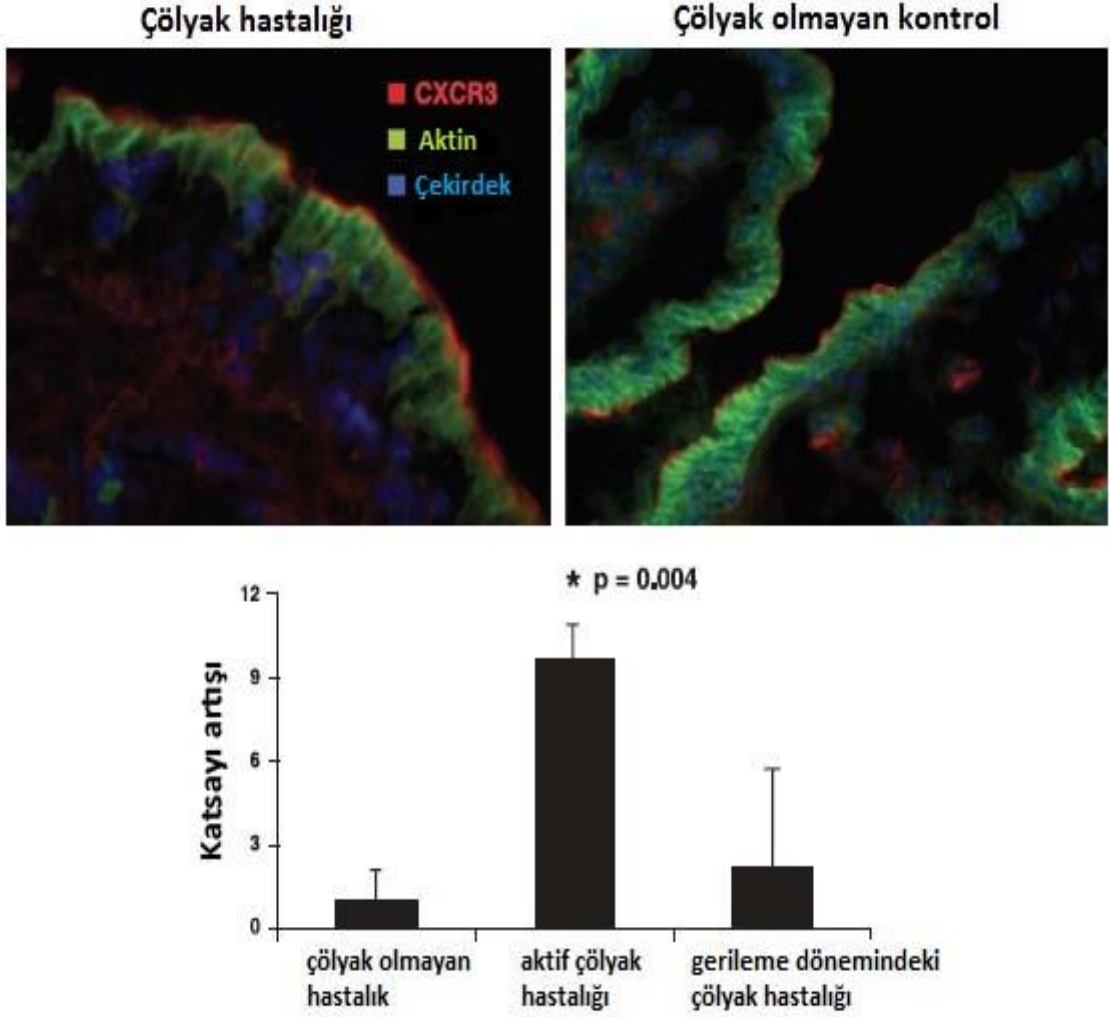 Çölyak hastalığı
Çölyak olmayan kontrol
CXCR3
Aktin
Çekirdek
* p = 0.004
Katsayı artışı
12
9
6
3
0
çölyak olmayan
hastalık
aktif çölyak
hastalığı
gerileme dönemindeki
çölyak hastalığı